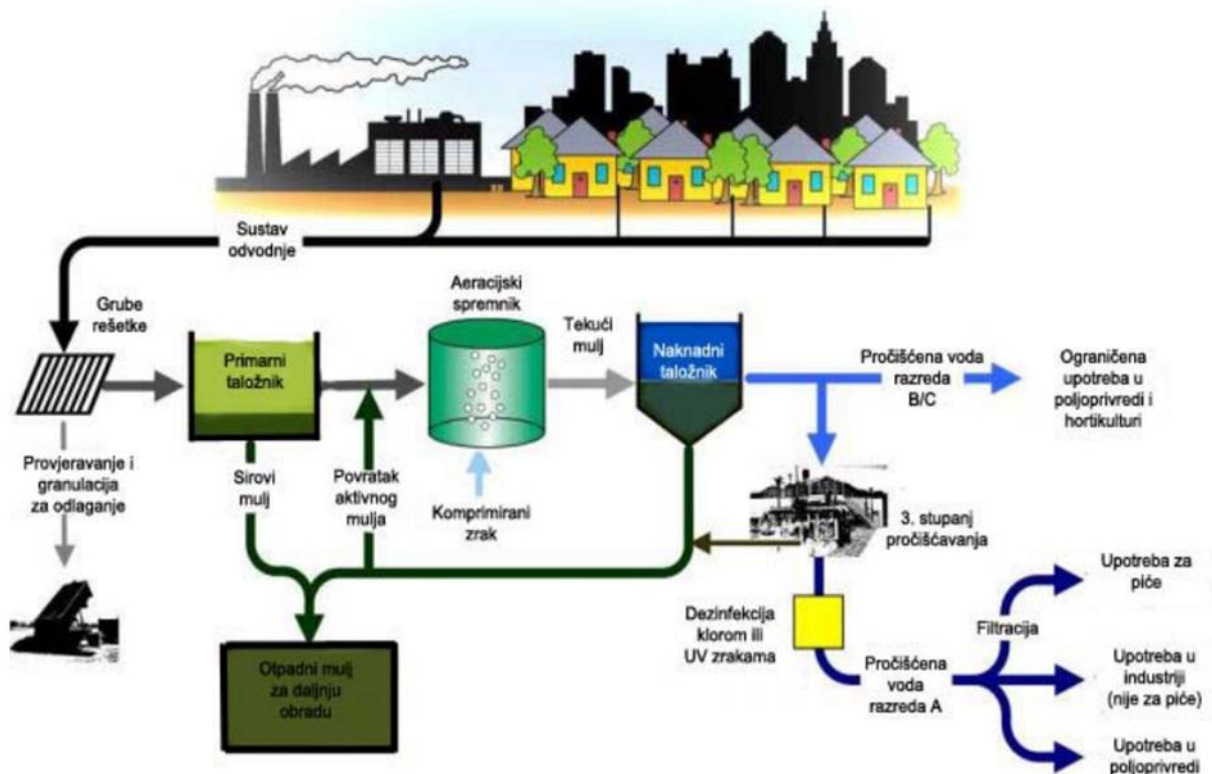 Sustav
odvodnje
Grube
rešetke
Aeracijski
spremnik
Tekući
mulj
Primarni
taložnik
Naknadni
taložnik
Pročišćena voda
razreda
B/C
Ograničena
upotreba u
poljoprivredi i
hortikulturi
Provjeravanje i
granulacija
za odlaganje
Sirovi
mulj
Povratak
aktivnog
mulja
Komprimirani
zrak
3. stupanj
pročišćavanja
Otpadni mulj
za daljnju
obradu
Dezinfekcija
klorom ili
UV zrakama
Pročišćena
voda
razreda A
Filtracija
Upotreba za
piće
Upotreba u
industriji
(nije za piće)
Upotreba u
poljoprivredi